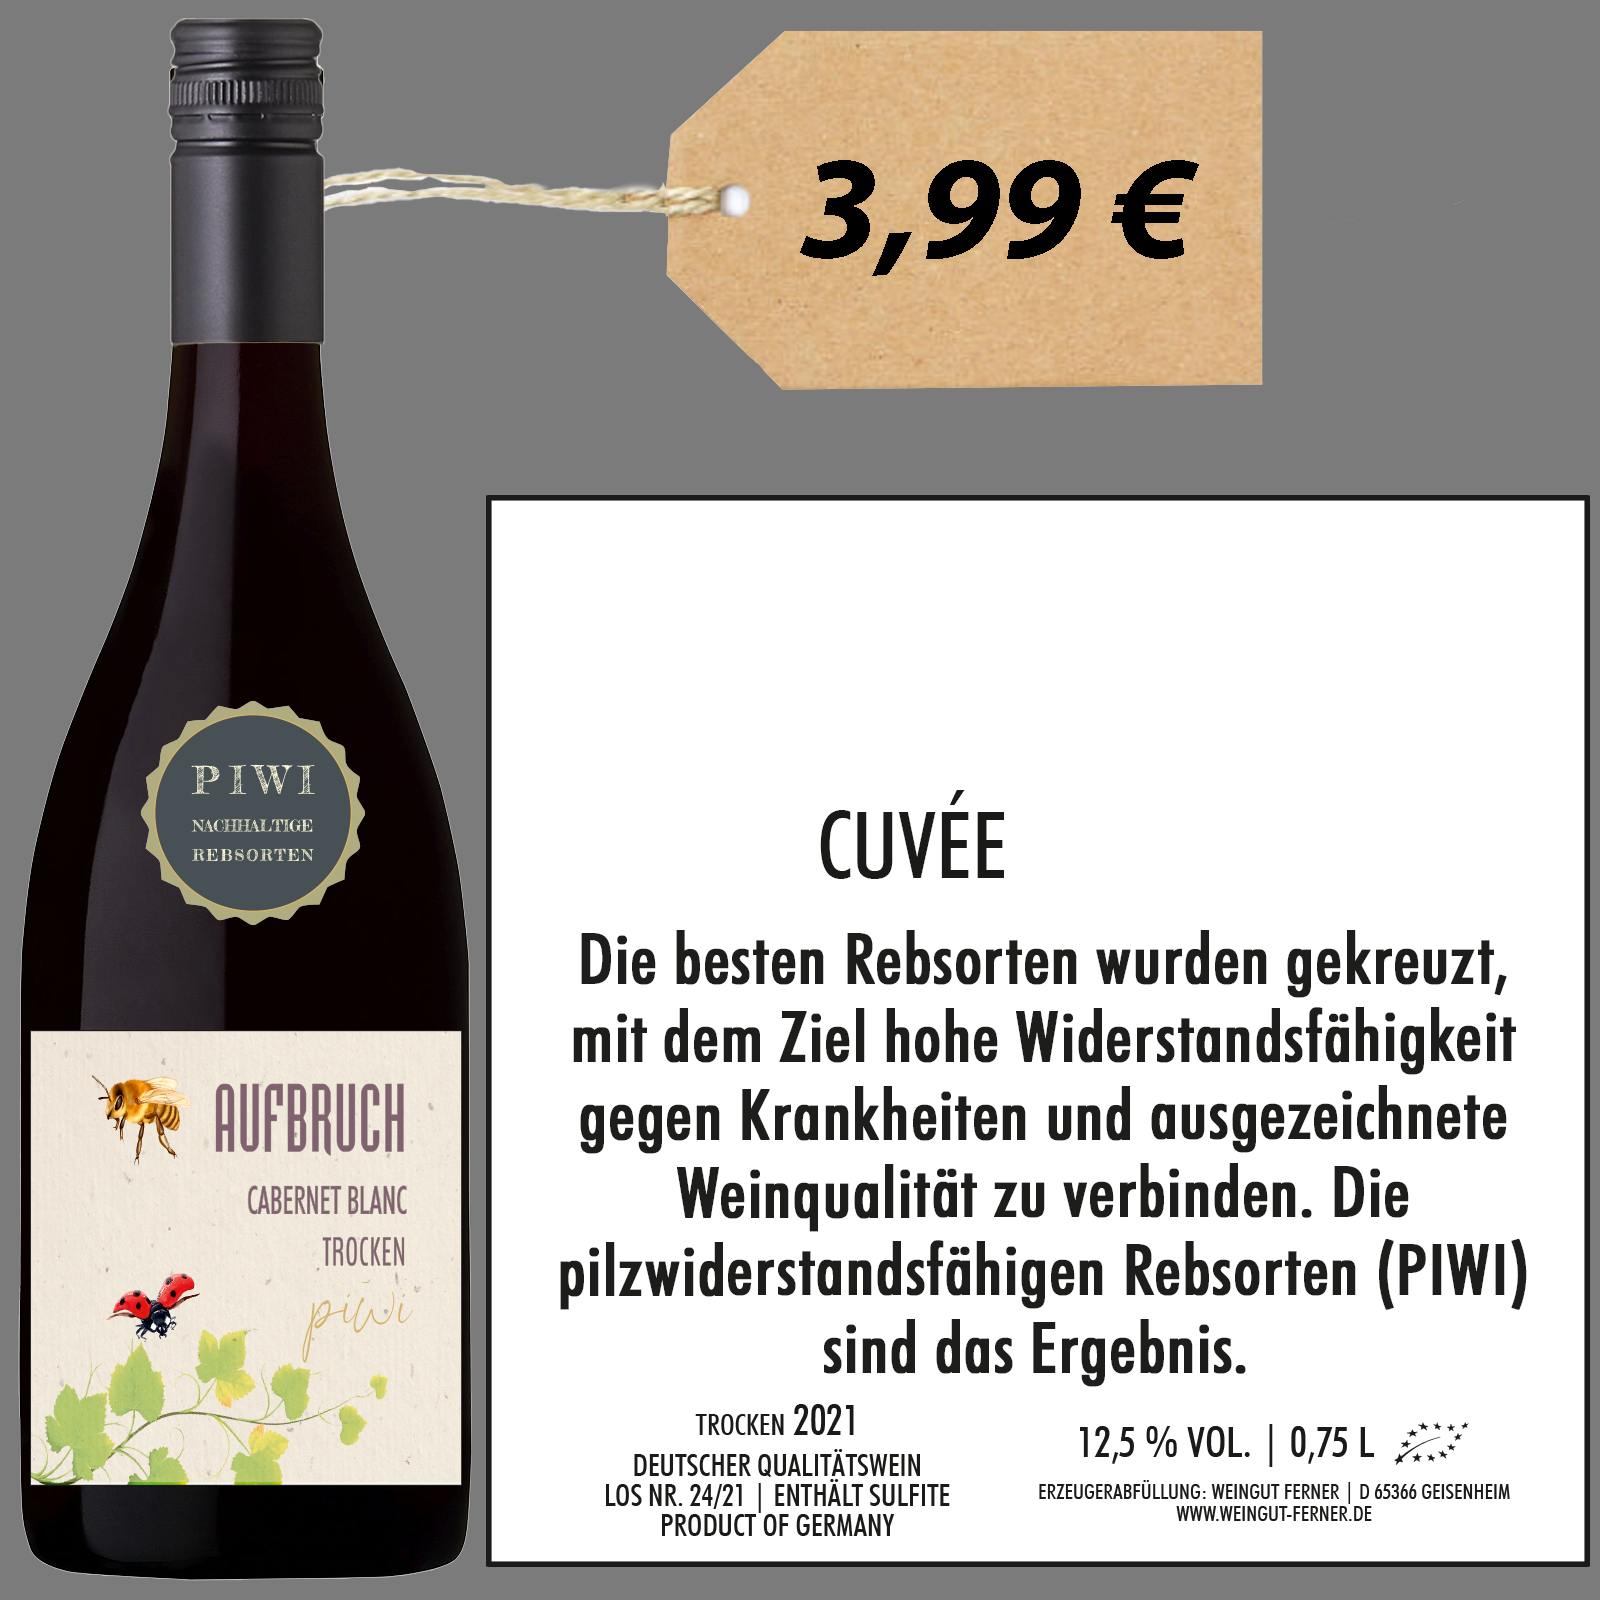 3,99 €
PIWI
NACHHALTIGE
REBSORTEN
AUFBRUCH
CABERNET BLANC
TROCKEN
piwi
CUVÉE
Die besten Rebsorten wurden gekreuzt,
mit dem Ziel hohe Widerstandsfähigkeit
gegen Krankheiten und ausgezeichnete
Weinqualität zu verbinden. Die
pilzwiderstandsfähigen Rebsorten (PIWI)
sind das Ergebnis.
TROCKEN 2021
DEUTSCHER QUALITÄTSWEIN
LOS NR. 24/21 | ENTHÄLT SULFITE
PRODUCT OF GERMANY
12,5 % VOL. | 0,75 L
ERZEUGERABFÜLLUNG: WEINGUT FERNER | D 65366 GEISENHEIM
WWW.WEINGUT-FERNER.DE